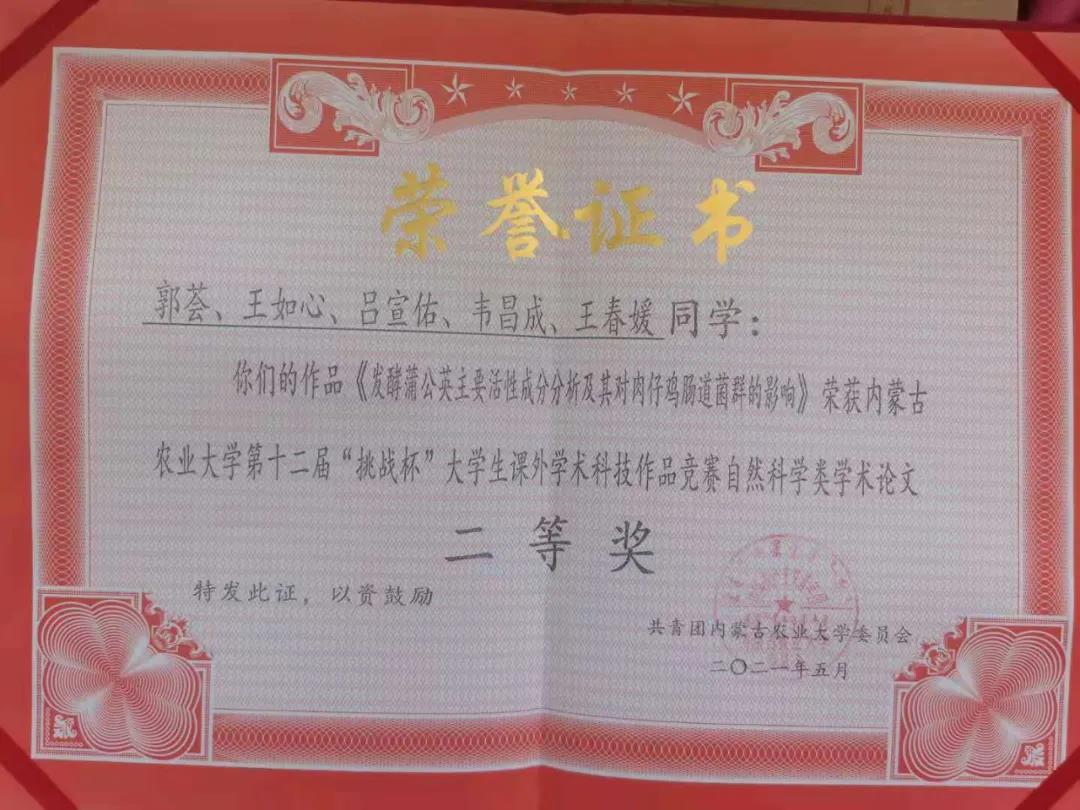 荣誉证书
郭荟、王如心、吕宣佑、韦昌成、王春媛同学：
你们的作品《发酵蒲公英主要活性成分分析及其对肉仔鸡肠道菌群的影响》荣获内蒙古
农业大学第十二届“挑战杯”大学生课外学术科技作品竞赛自然科学类学术论文
二等奖
特发此证，以资鼓励
共青团内蒙古农业大学委员会
二〇二一年五月